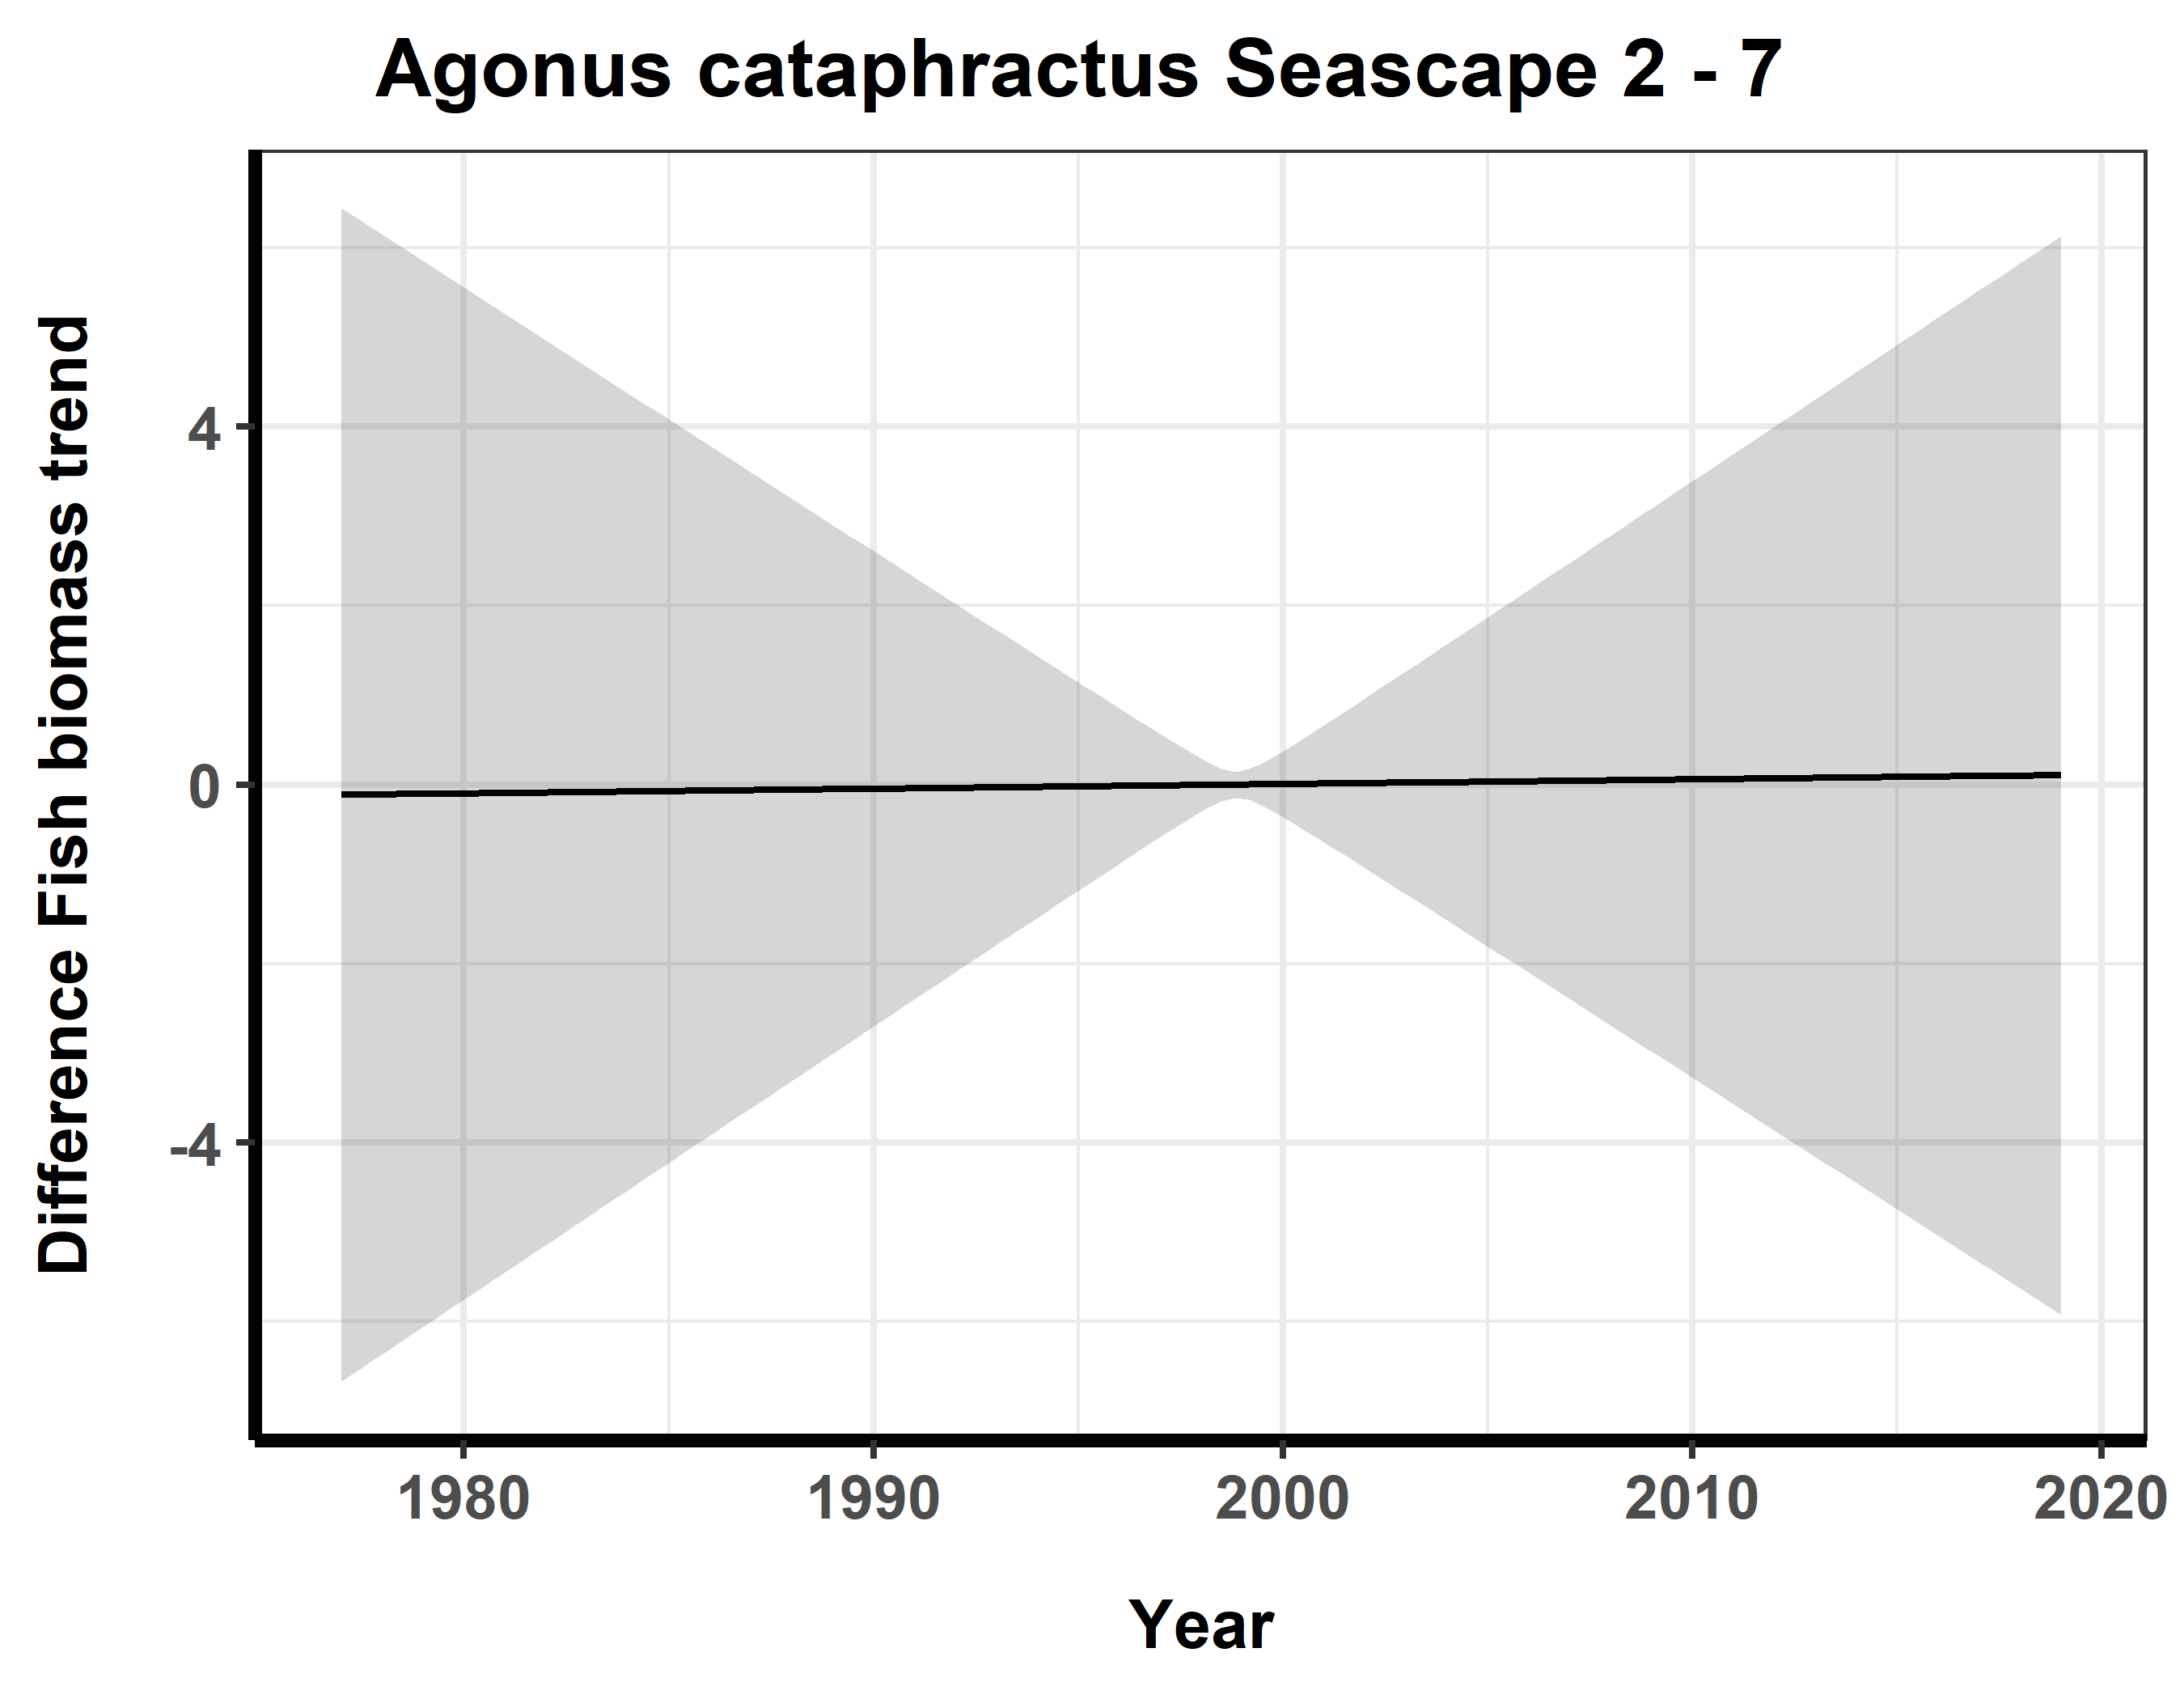 Agonus cataphractus Seascape 2 - 7
Difference Fish biomass trend
4
0
-4
1980 1990 2000 2010 2020
Year